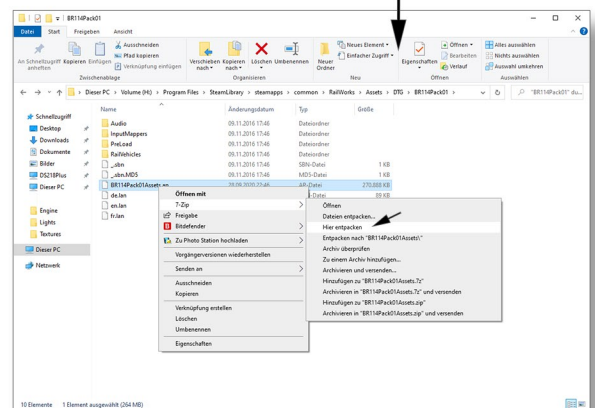 BR114Pack01
Datei Start Freigeben Ansicht
An Schnellzugriff anheften
Kopieren
Einfügen
Ausschneiden
Pfad kopieren
Verknüpfung einfügen
Zwischenablage
Verschieben nach
Kopieren nach
Löschen
Umbenennen
Organisieren
Neuer Ordner
Neues Element
Einfacher Zugriff
Neu
Eigenschaften
Öffnen
Bearbeiten
Verlauf
Öffnen
Alles auswählen
Nichts auswählen
Auswahl umkehren
Auswählen
Dieser PC > Volume (H:) > Program Files > SteamLibrary > steamapps > common > RailWorks > Assets > DTG > BR114Pack01 >
"BR114Pack01" du...
Name Änderungsdatum Typ Größe
Schnellzugriff
Desktop
Downloads
Dokumente
Bilder
DS218Plus
Dieser PC
Engine
Lights
Textures
Dieser PC
Netzwerk
Audio 09.11.2016 17:46 Dateiordner
InputMappers 09.11.2016 17:46 Dateiordner
PreLoad 09.11.2016 17:46 Dateiordner
RailVehicles 09.11.2016 17:46 Dateiordner
_sbn 09.11.2016 17:46 SBN-Datei 1 KB
_sbn.MD5 09.11.2016 17:46 MD5-Datei 1 KB
BR114Pack01Assets.ap AP-Datei 270.888 KB
de.lan -Datei 89 KB
en.lan
fr.lan
Öffnen mit
7-Zip
Freigabe
Bitdefender
Zu Photo Station hochladen
Vorgängerversionen wiederherstellen
Senden an
Ausschneiden
Kopieren
Verknüpfung erstellen
Löschen
Umbenennen
Eigenschaften
Öffnen
Dateien entpacken...
Hier entpacken
Entpacken nach "BR114Pack01Assets\"
Archiv überprüfen
Zu einem Archiv hinzufügen...
Archivieren und versenden...
Hinzufügen zu "BR114Pack01Assets.7z"
Archivieren in "BR114Pack01Assets.7z" und versenden
Hinzufügen zu "BR114Pack01Assets.zip"
Archivieren in "BR114Pack01Assets.zip" und versenden
10 Elemente 1 Element ausgewählt (264 MB)